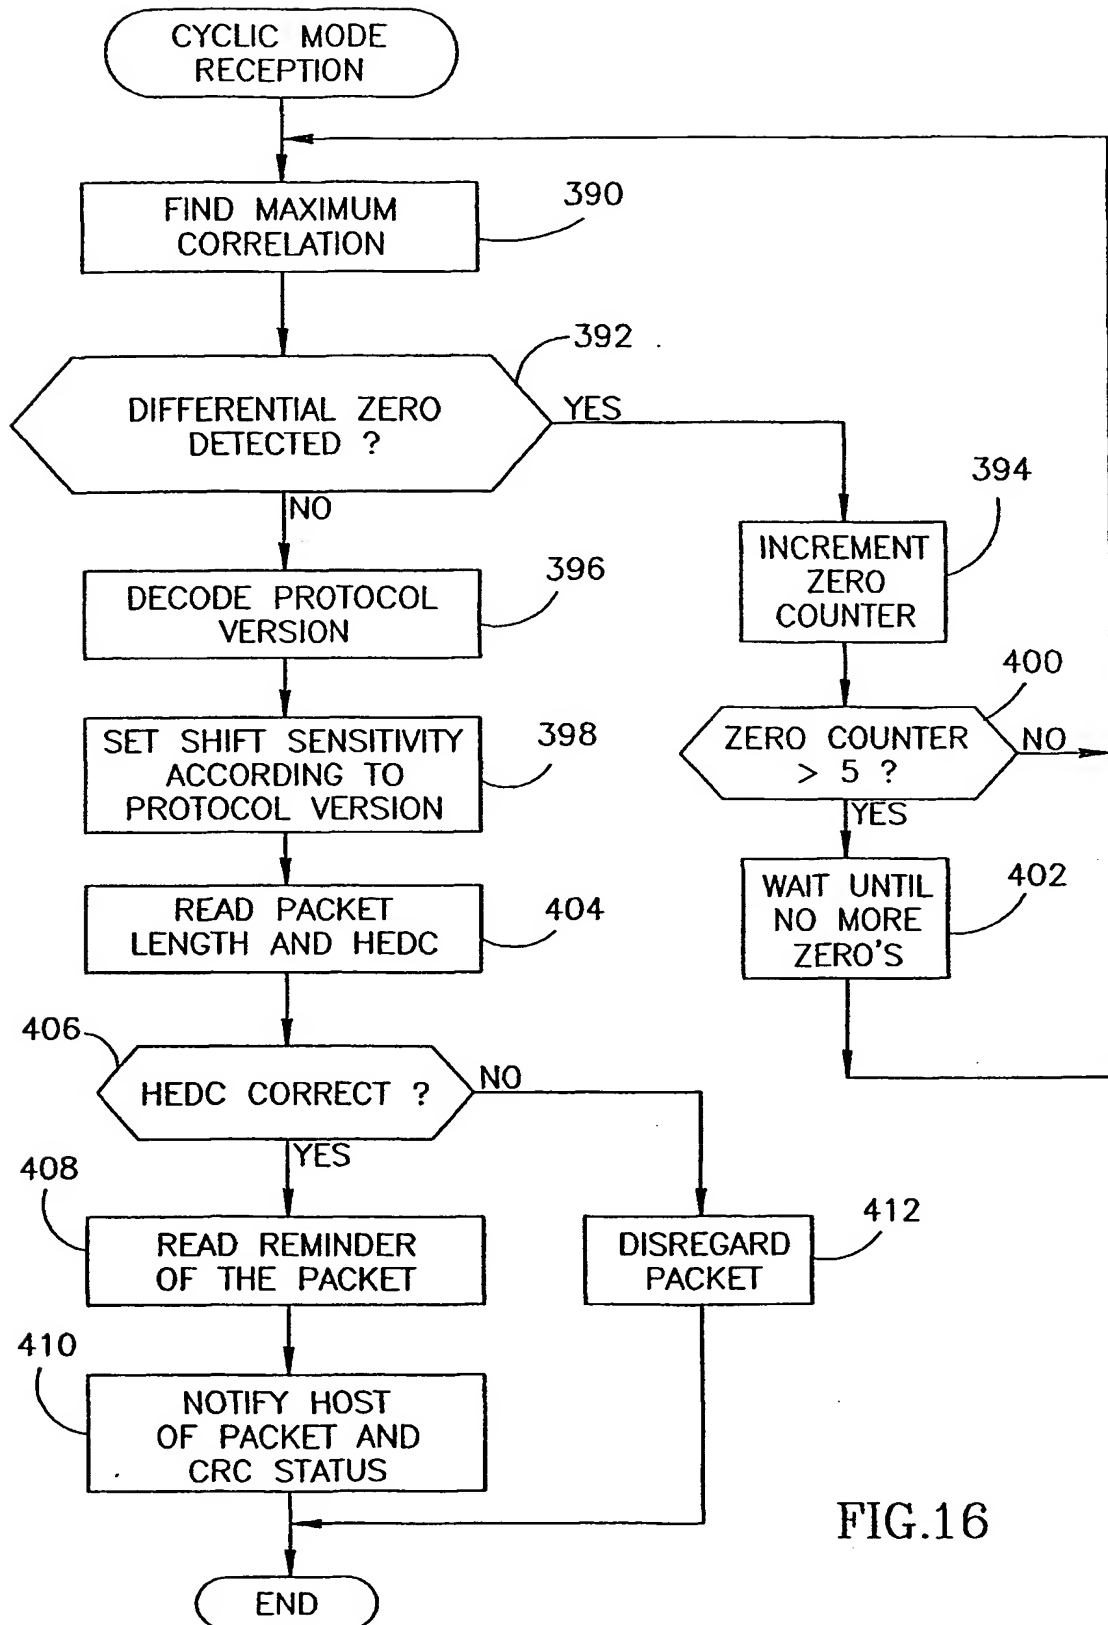 CYCLIC MODE
RECEPTION
FIND MAXIMUM
CORRELATION
390
DIFFERENTIAL ZERO
DETECTED ?
392
YES
NO
INCREMENT
ZERO
COUNTER
394
DECODE PROTOCOL
VERSION
396
ZERO COUNTER
> 5 ?
400
NO
YES
SET SHIFT SENSITIVITY
ACCORDING TO
PROTOCOL VERSION
398
WAIT UNTIL
NO MORE
ZERO'S
402
READ PACKET
LENGTH AND HEDC
404
406
HEDC CORRECT ?
NO
YES
408
READ REMINDER
OF THE PACKET
DISREGARD
PACKET
412
410
NOTIFY HOST
OF PACKET AND
CRC STATUS
END
FIG.16